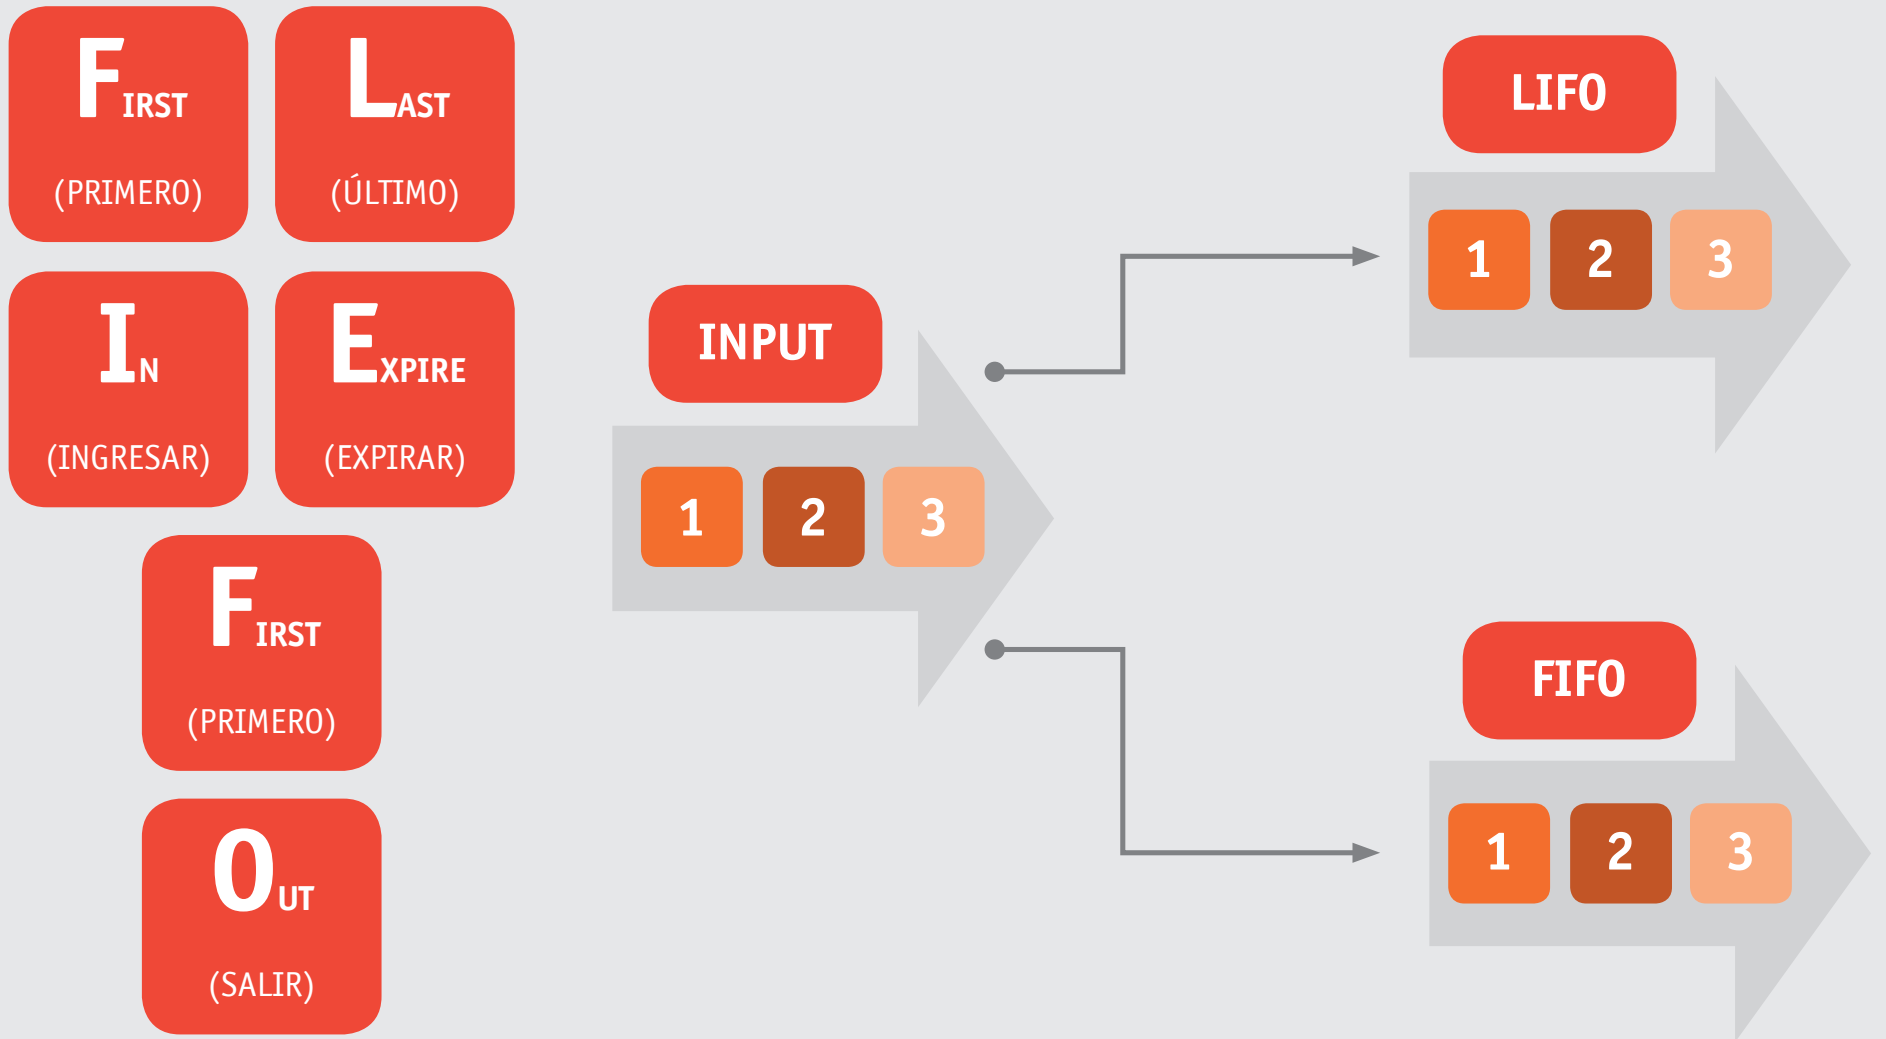 FIRST
(PRIMERO)
LAST
(ÚLTIMO)
IN
(INGRESAR)
EXPIRE
(EXPIRAR)
FIRST
(PRIMERO)
OUT
(SALIR)
INPUT
1 2 3
LIFO
1 2 3
FIFO
1 2 3